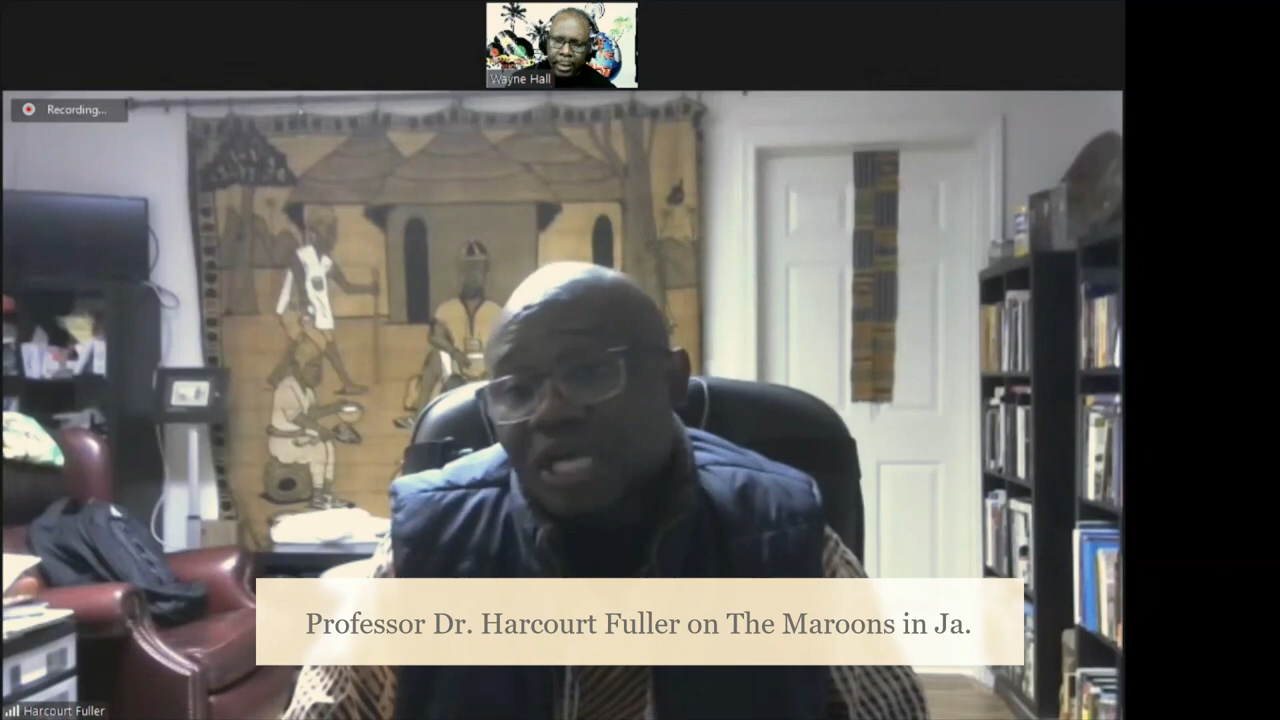 Wayne Hall
Recording...
Professor Dr. Harcourt Fuller on The Maroons in Ja.
Harcourt Fuller